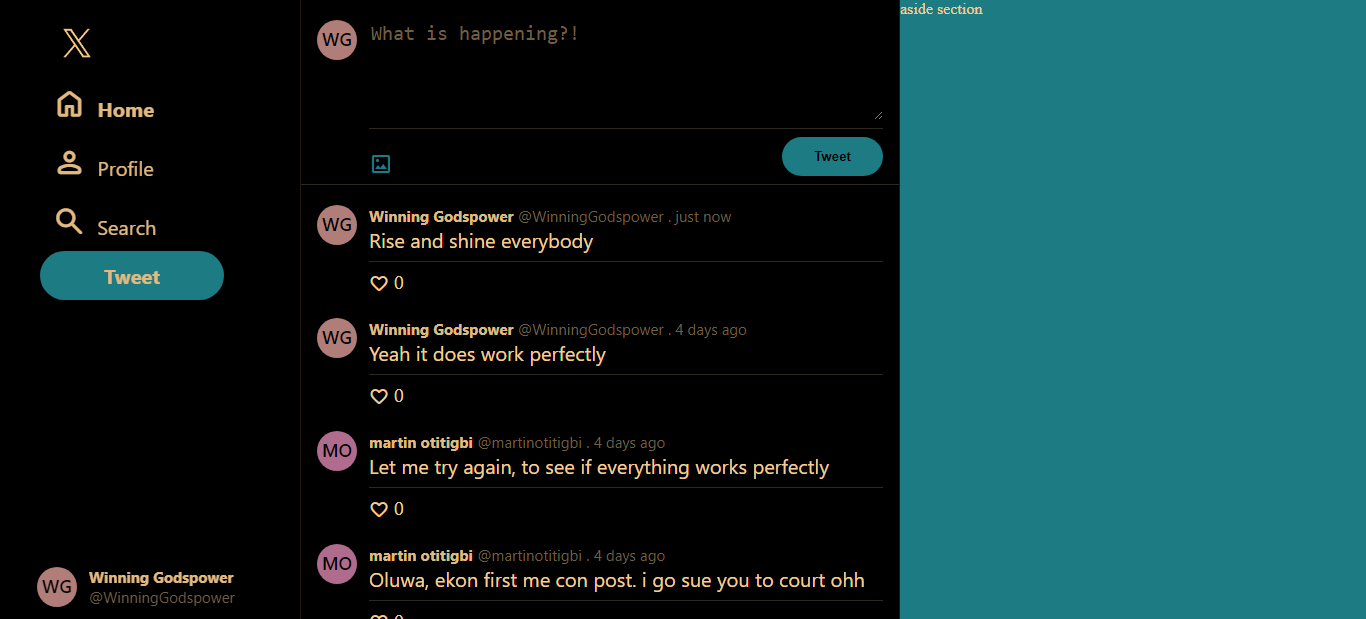 Home
Profile
Search
Tweet
WG
Winning Godspower
@WinningGodspower
WG
What is happening?!
Tweet
WG
Winning Godspower @WinningGodspower . just now
Rise and shine everybody
0
WG
Winning Godspower @WinningGodspower . 4 days ago
Yeah it does work perfectly
0
MO
martin otitigbi @martinotitigbi . 4 days ago
Let me try again, to see if everything works perfectly
0
MO
martin otitigbi @martinotitigbi . 4 days ago
Oluwa, ekon first me con post. i go sue you to court ohh
aside section